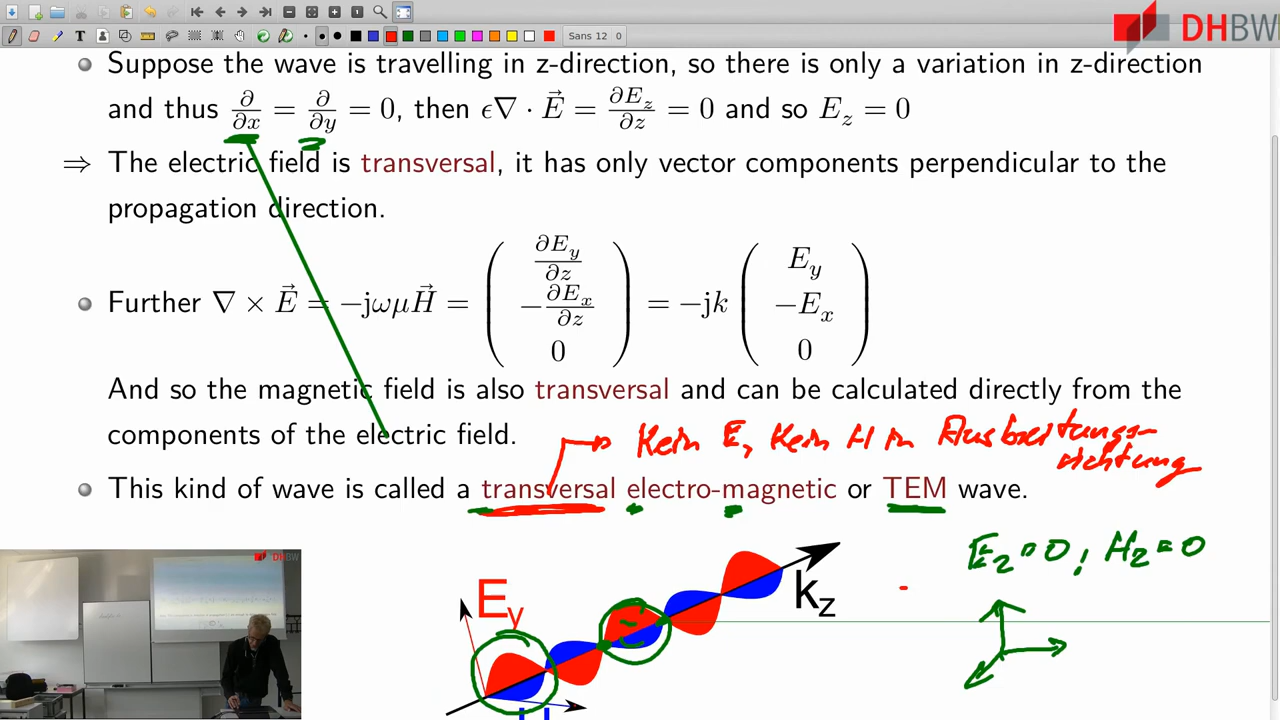 Sans 12 0
DHBW
Suppose the wave is travelling in z-direction, so there is only a variation in z-direction
and thus ∂/∂x = ∂/∂y = 0, then ϵ∇ · E⃗ = ∂E_z/∂z = 0 and so E_z = 0
⇒ The electric field is transversal, it has only vector components perpendicular to the
propagation direction.
Further ∇ × E⃗ = −jωμH⃗ = ( ∂E_y/∂z −∂E_x/∂z 0 ) = −jk ( E_y −E_x 0 )
And so the magnetic field is also transversal and can be calculated directly from the
components of the electric field.
Kein E, Kein H in Ausbreitungs-
richtung
This kind of wave is called a transversal electro-magnetic or TEM wave.
E_z = 0; H_z = 0
E_y
k_z
DHBW